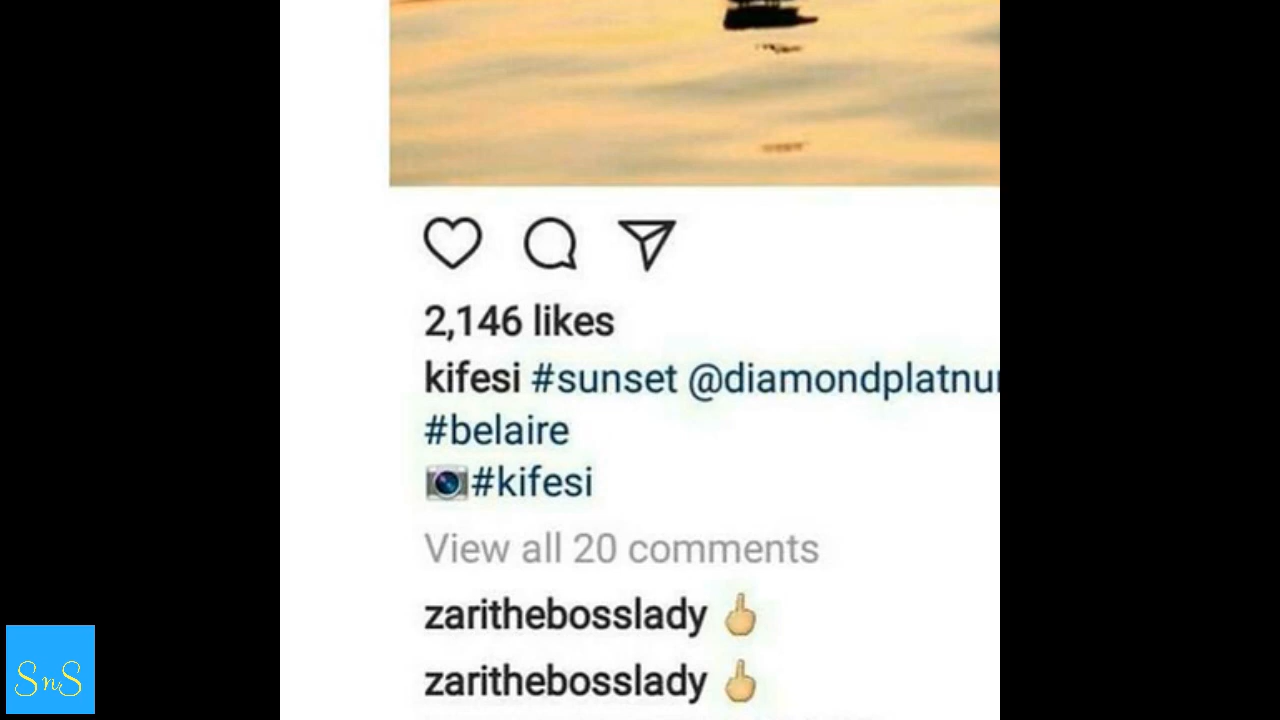 2,146 likes
kifesi #sunset @diamondplatnu
#belaire
📷#kifesi
View all 20 comments
zarithebosslady 🖕🏼
zarithebosslady 🖕🏼
SnS